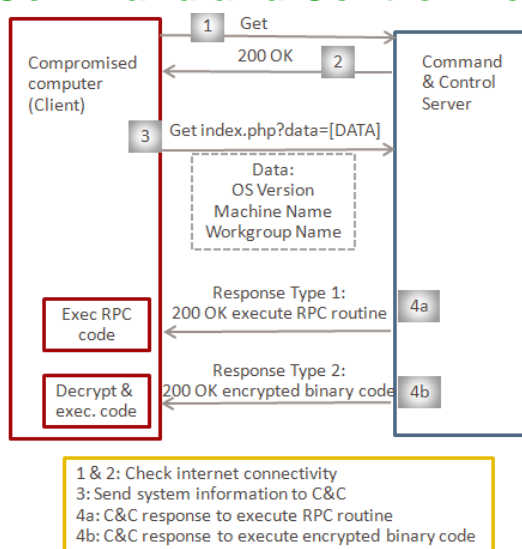 1 Get
200 OK 2
Compromised
computer
(Client)
Command
& Control
Server
3 Get index.php?data=[DATA]
Data:
OS Version
Machine Name
Workgroup Name
Response Type 1:
200 OK execute RPC routine
4a
Exec RPC
code
Response Type 2:
200 OK encrypted binary code
4b
Decrypt &
exec. code
1 & 2: Check internet connectivity
3: Send system information to C&C
4a: C&C response to execute RPC routine
4b: C&C response to execute encrypted binary code